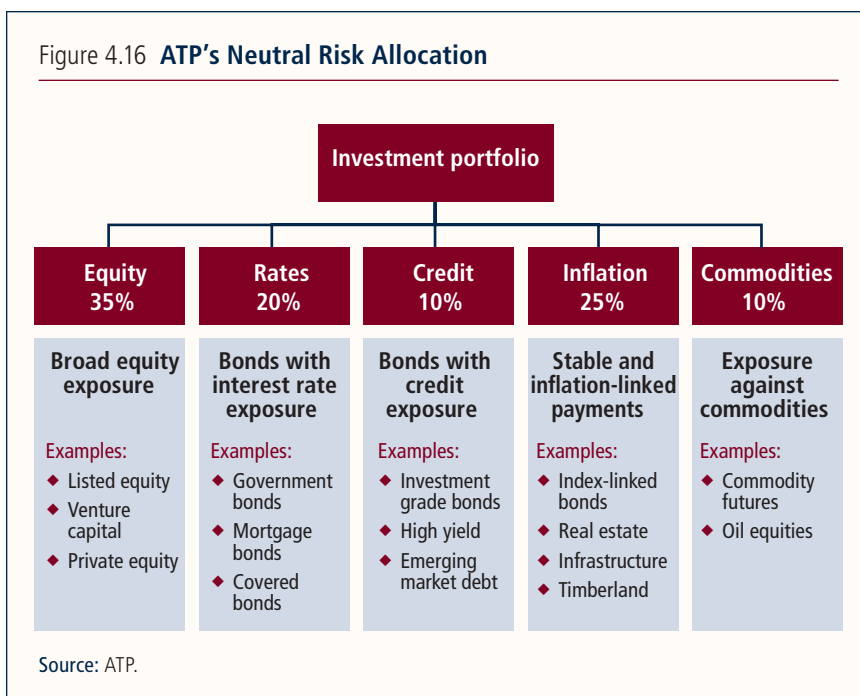 Figure 4.16 ATP's Neutral Risk Allocation
Investment portfolio
Equity
35%
Broad equity
exposure
Examples:
◆ Listed equity
◆ Venture
capital
◆ Private equity
Rates
20%
Bonds with
interest rate
exposure
Examples:
◆ Government
bonds
◆ Mortgage
bonds
◆ Covered
bonds
Credit
10%
Bonds with
credit
exposure
Examples:
◆ Investment
grade bonds
◆ High yield
◆ Emerging
market debt
Inflation
25%
Stable and
inflation-linked
payments
Examples:
◆ Index-linked
bonds
◆ Real estate
◆ Infrastructure
◆ Timberland
Commodities
10%
Exposure
against
commodities
Examples:
◆ Commodity
futures
◆ Oil equities
Source: ATP.